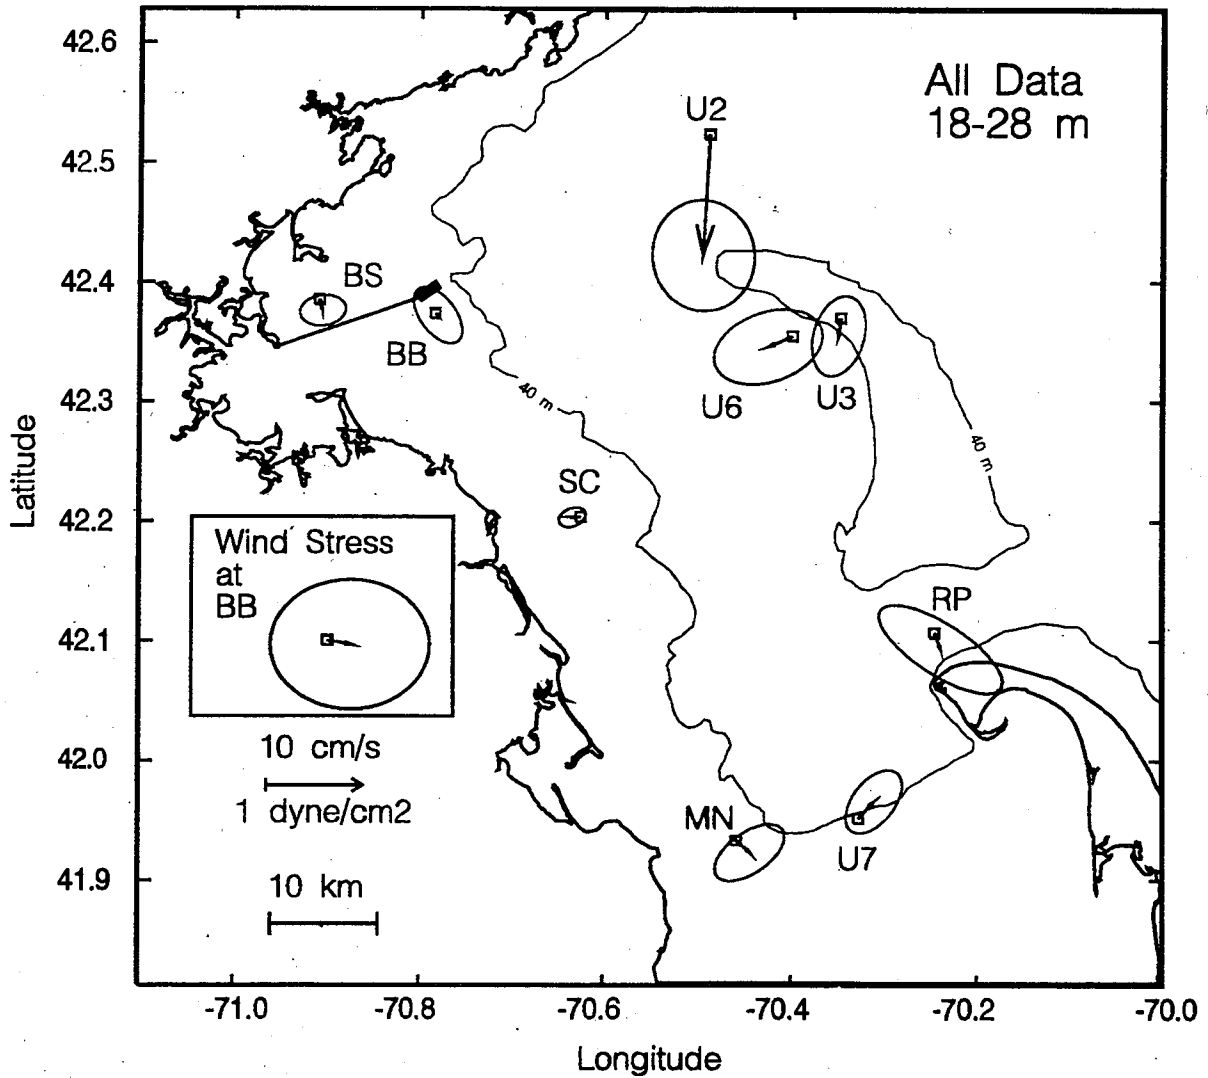 All Data
18-28 m
42.6
42.5
42.4
42.3
42.2
42.1
42.0
41.9
Latitude
U2
BS
BB
U6
U3
40 m
40 m
SC
RP
MN
U7
Wind Stress
at
BB
10 cm/s
1 dyne/cm2
10 km
-71.0
-70.8
-70.6
-70.4
-70.2
-70.0
Longitude